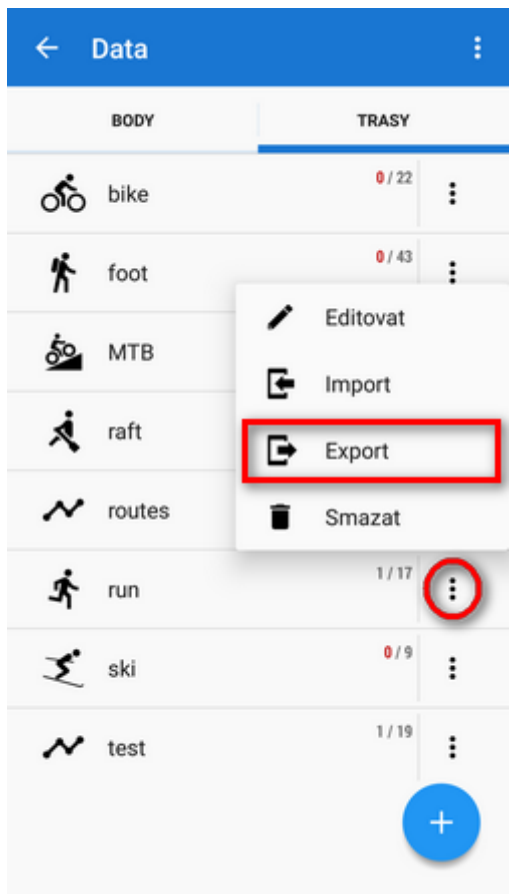 Data
BODY TRASY
bike 0 / 22
foot 0 / 43
Editovat
MTB
Import
raft
Export
routes
Smazat
run 1 / 17
ski 0 / 9
test 1 / 19